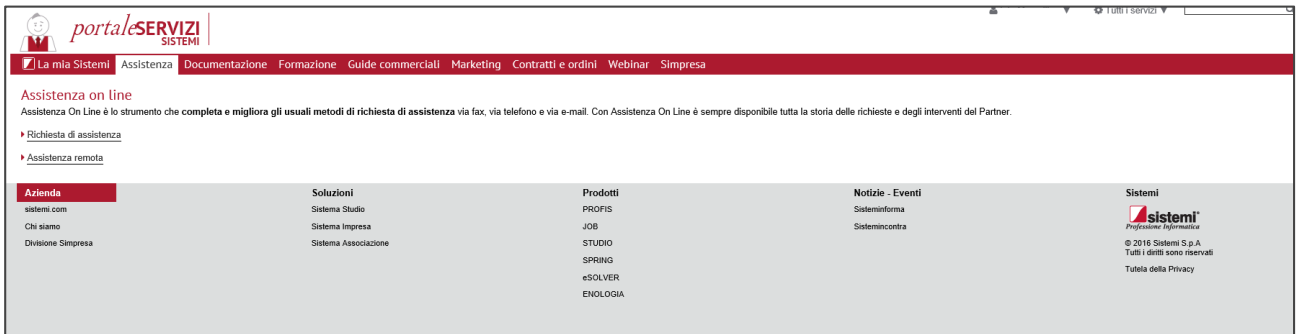 Tutti i servizi
portaleSERVIZI
SISTEMI
La mia Sistemi Assistenza Documentazione Formazione Guide commerciali Marketing Contratti e ordini Webinar Simpresa
Assistenza on line
Assistenza On Line è lo strumento che completa e migliora gli usuali metodi di richiesta di assistenza via fax, via telefono e via e-mail. Con Assistenza On Line è sempre disponibile tutta la storia delle richieste e degli interventi del Partner.
Richiesta di assistenza
Assistenza remota
Azienda
sistemi.com
Chi siamo
Divisione Simpresa
Soluzioni
Sistema Studio
Sistema Impresa
Sistema Associazione
Prodotti
PROFIS
JOB
STUDIO
SPRING
eSOLVER
ENOLOGIA
Notizie - Eventi
Sisteminforma
Sistemincontra
Sistemi
sistemi
Professione Informatica
© 2016 Sistemi S.p.A
Tutti i diritti sono riservati
Tutela della Privacy